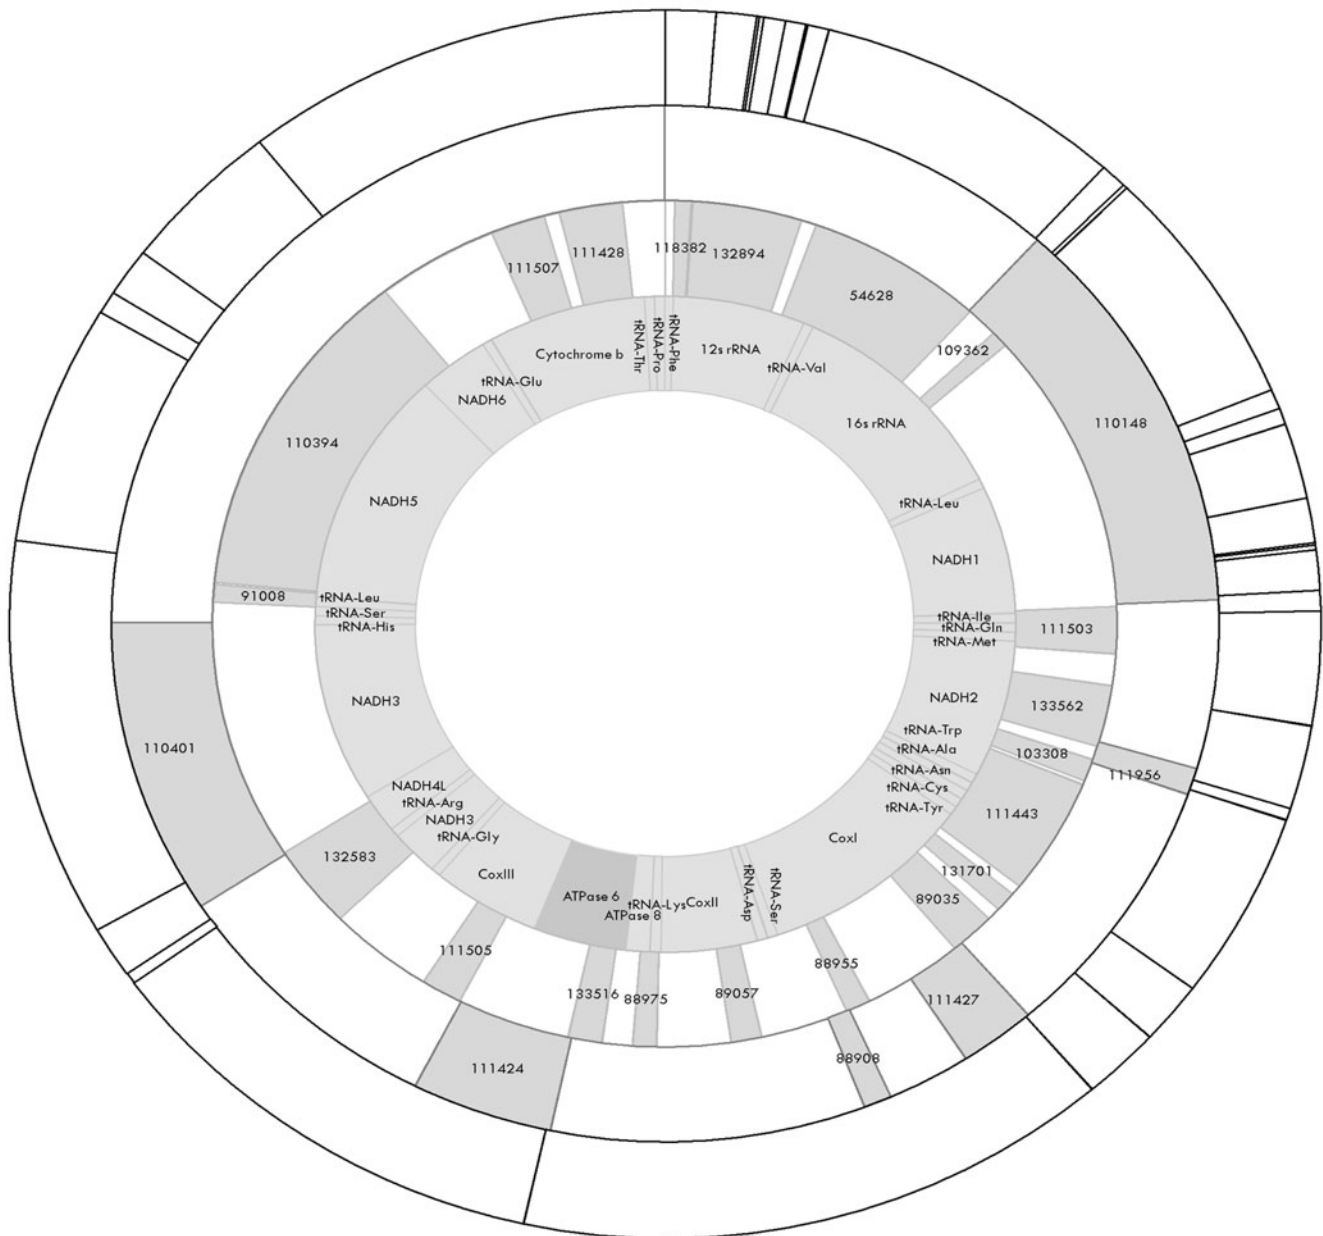 118382
132894
54628
109362
110148
111503
133562
103308
111956
111443
131701
89035
111427
88955
88908
89057
88975
133516
111424
111505
132583
110401
91008
110394
111507
111428
tRNA-Phe
12s rRNA
tRNA-Val
16s rRNA
tRNA-Leu
NADH1
tRNA-Ile
tRNA-Gln
tRNA-Met
NADH2
tRNA-Trp
tRNA-Ala
tRNA-Asn
tRNA-Cys
tRNA-Tyr
CoxI
tRNA-Ser
tRNA-Asp
CoxII
tRNA-Lys
ATPase 8
ATPase 6
CoxIII
tRNA-Gly
NADH3
tRNA-Arg
NADH4L
NADH3
tRNA-His
tRNA-Ser
tRNA-Leu
NADH5
NADH6
tRNA-Glu
Cytochrome b
tRNA-Thr
tRNA-Pro